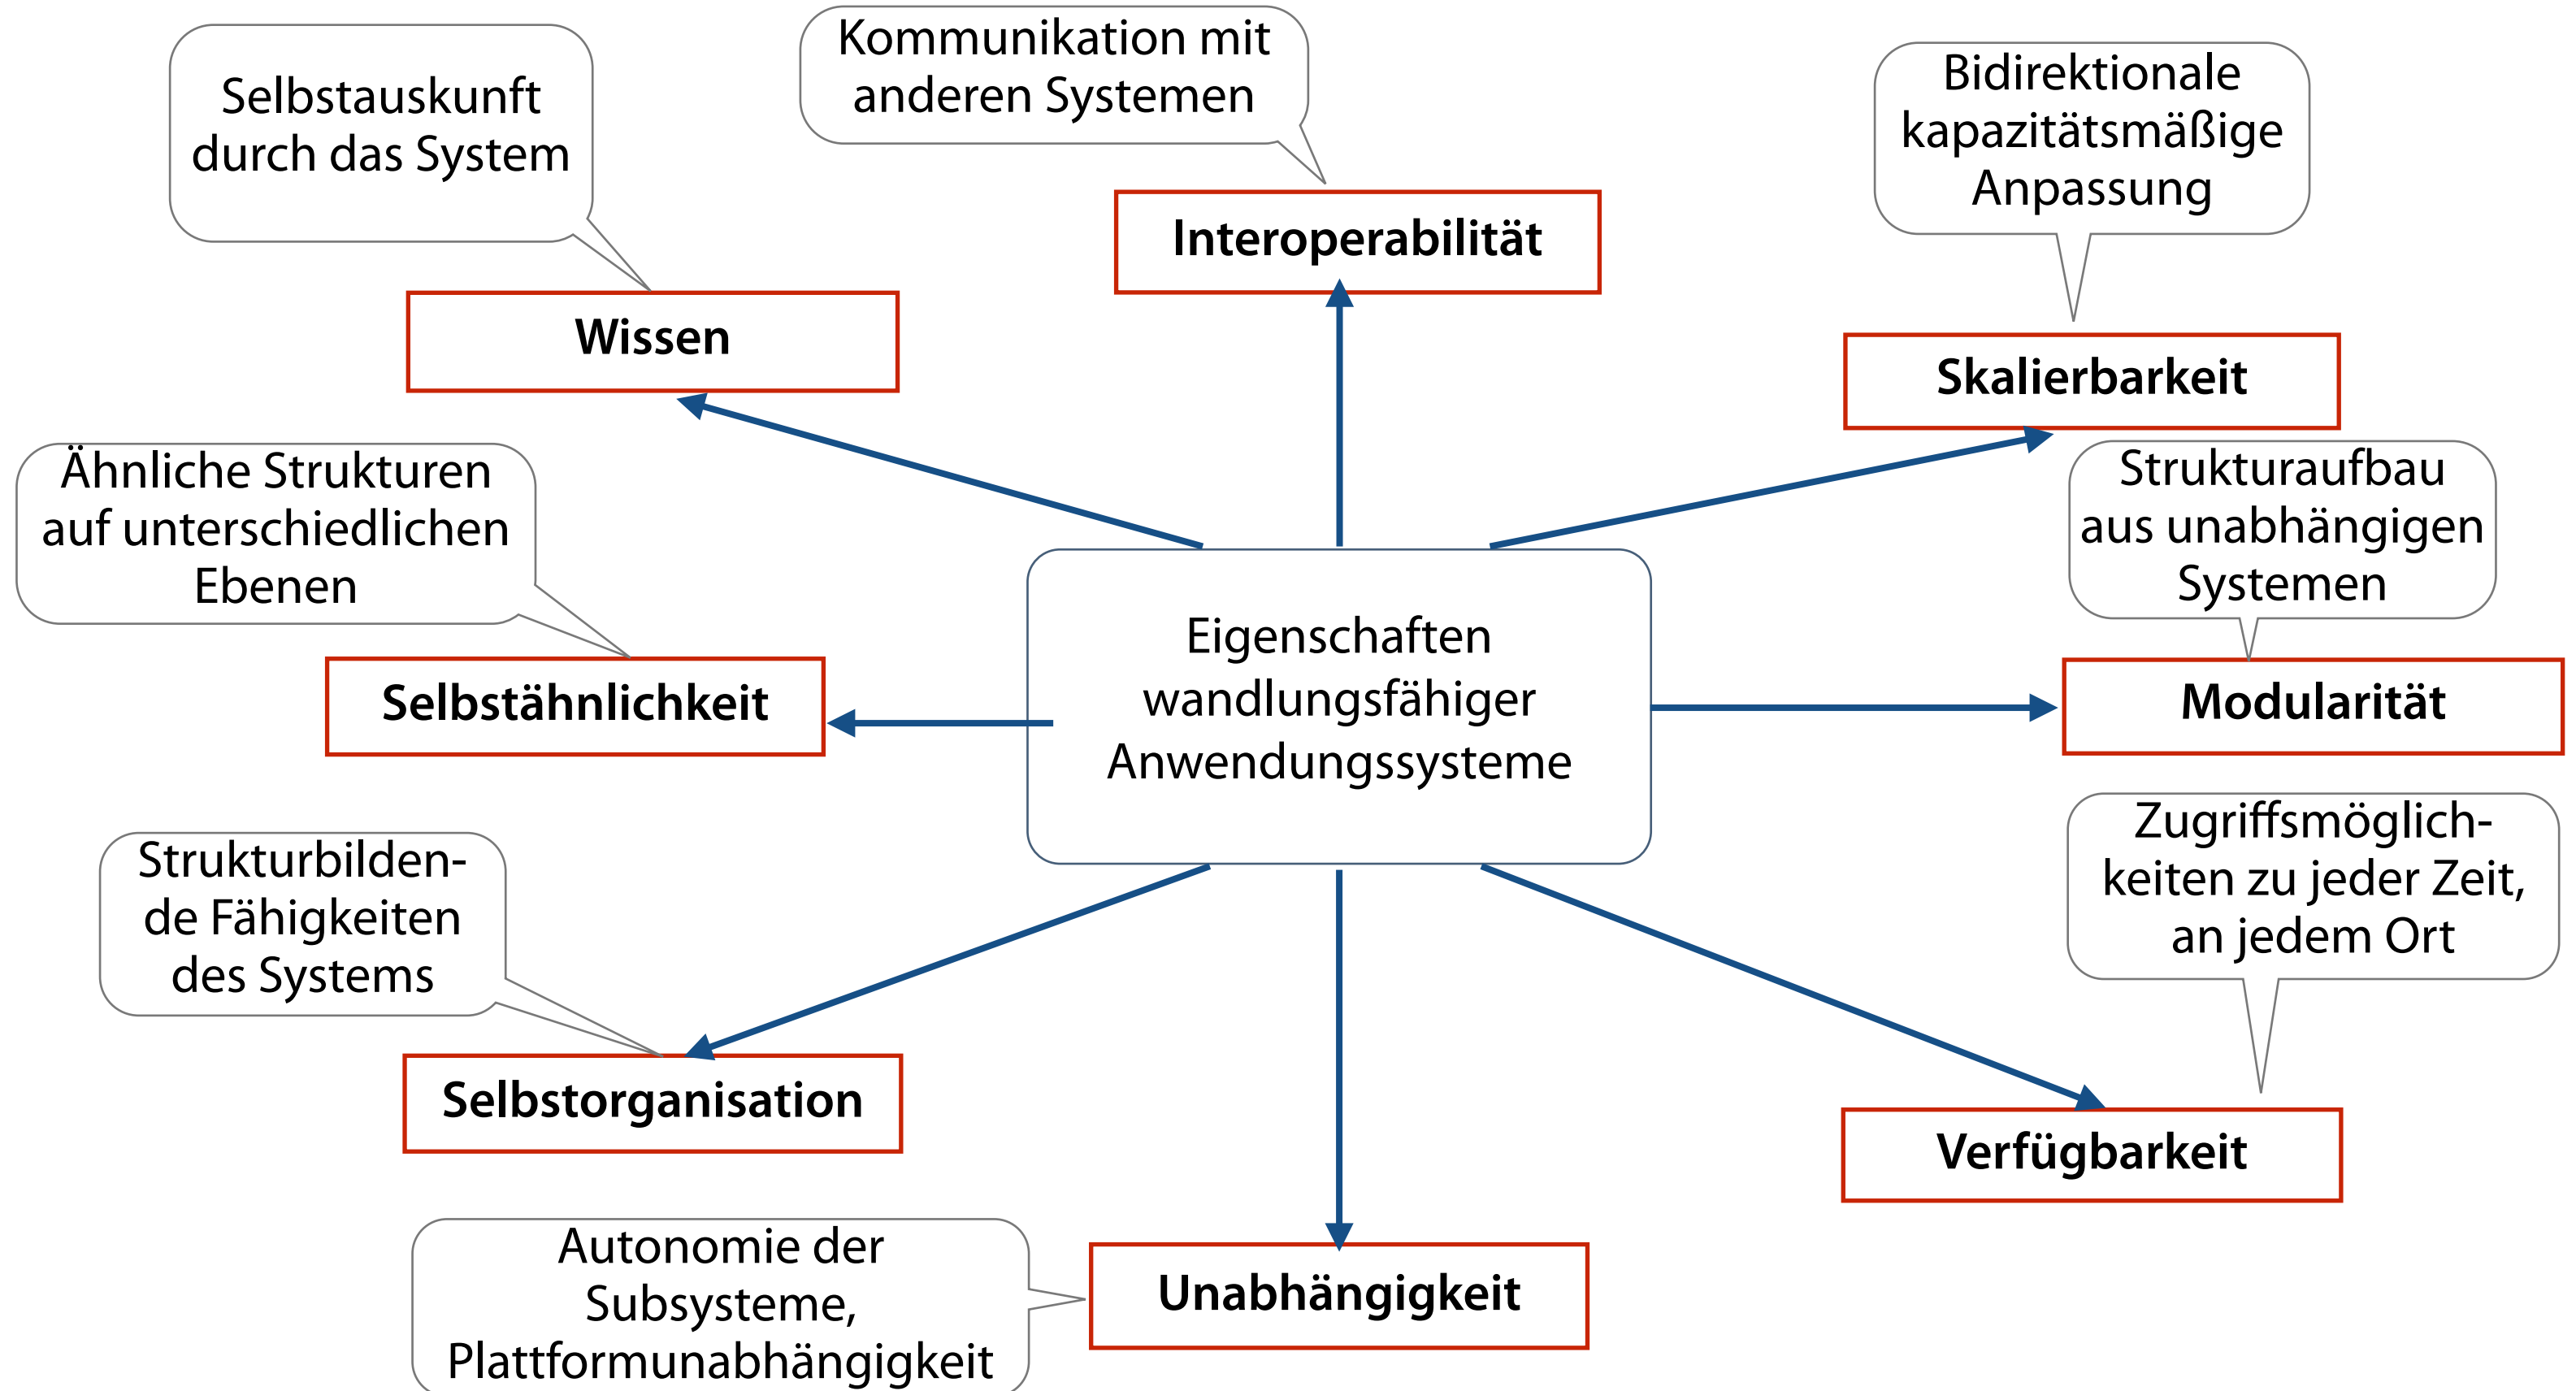 Kommunikation mit
anderen Systemen
Interoperabilität
Selbstauskunft
durch das System
Wissen
Bidirektionale
kapazitätsmäßige
Anpassung
Skalierbarkeit
Ähnliche Strukturen
auf unterschiedlichen
Ebenen
Selbstähnlichkeit
Eigenschaften
wandlungsfähiger
Anwendungssysteme
Strukturaufbau
aus unabhängigen
Systemen
Modularität
Strukturbilden-
de Fähigkeiten
des Systems
Selbstorganisation
Zugriffsmöglich-
keiten zu jeder Zeit,
an jedem Ort
Verfügbarkeit
Autonomie der
Subsysteme,
Plattformunabhängigkeit
Unabhängigkeit